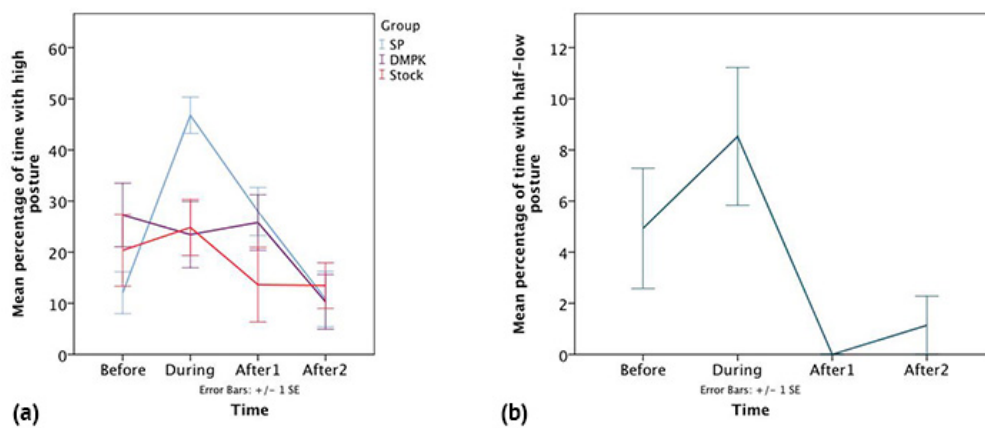 Mean percentage of time with high
posture
60
50
40
30
20
10
0
Before During After1 After2
Error Bars: +/- 1 SE
Time
Group
SP
DMPK
Stock
(a)
Mean percentage of time with half-low
posture
12
10
8
6
4
2
0
Before During After1 After2
Error Bars: +/- 1 SE
Time
(b)